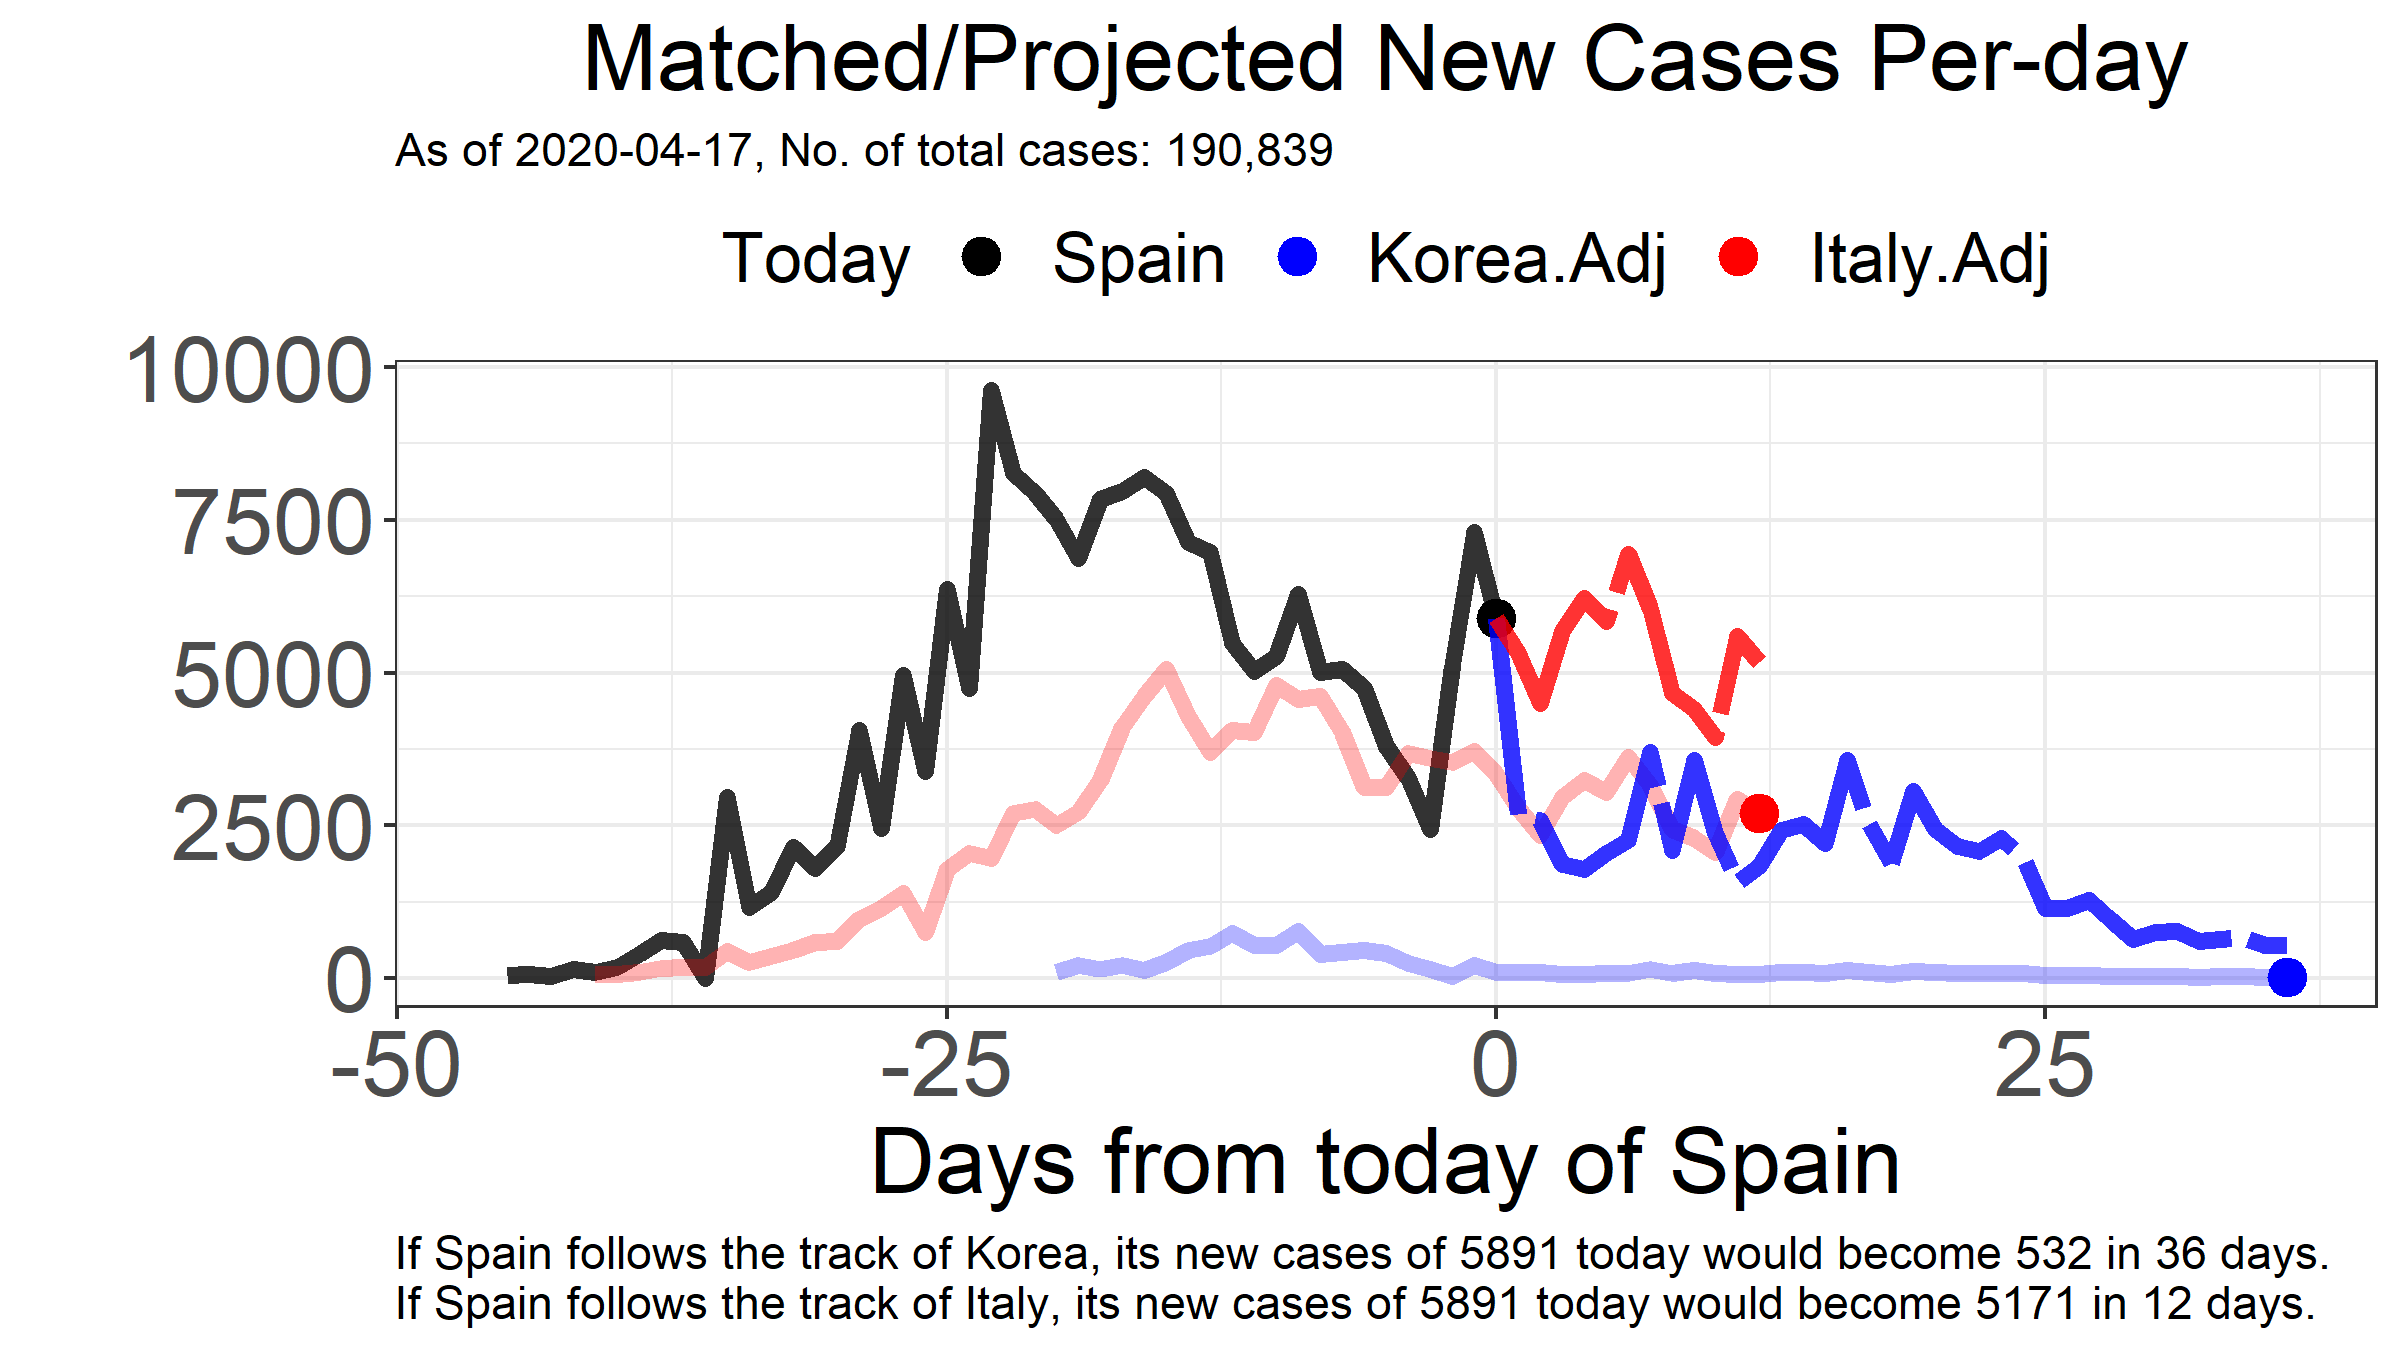 Matched/Projected New Cases Per-day
As of 2020-04-17, No. of total cases: 190,839
Today Spain Korea.Adj Italy.Adj
10000
7500
5000
2500
0
-50 -25 0 25
Days from today of Spain
If Spain follows the track of Korea, its new cases of 5891 today would become 532 in 36 days.
If Spain follows the track of Italy, its new cases of 5891 today would become 5171 in 12 days.